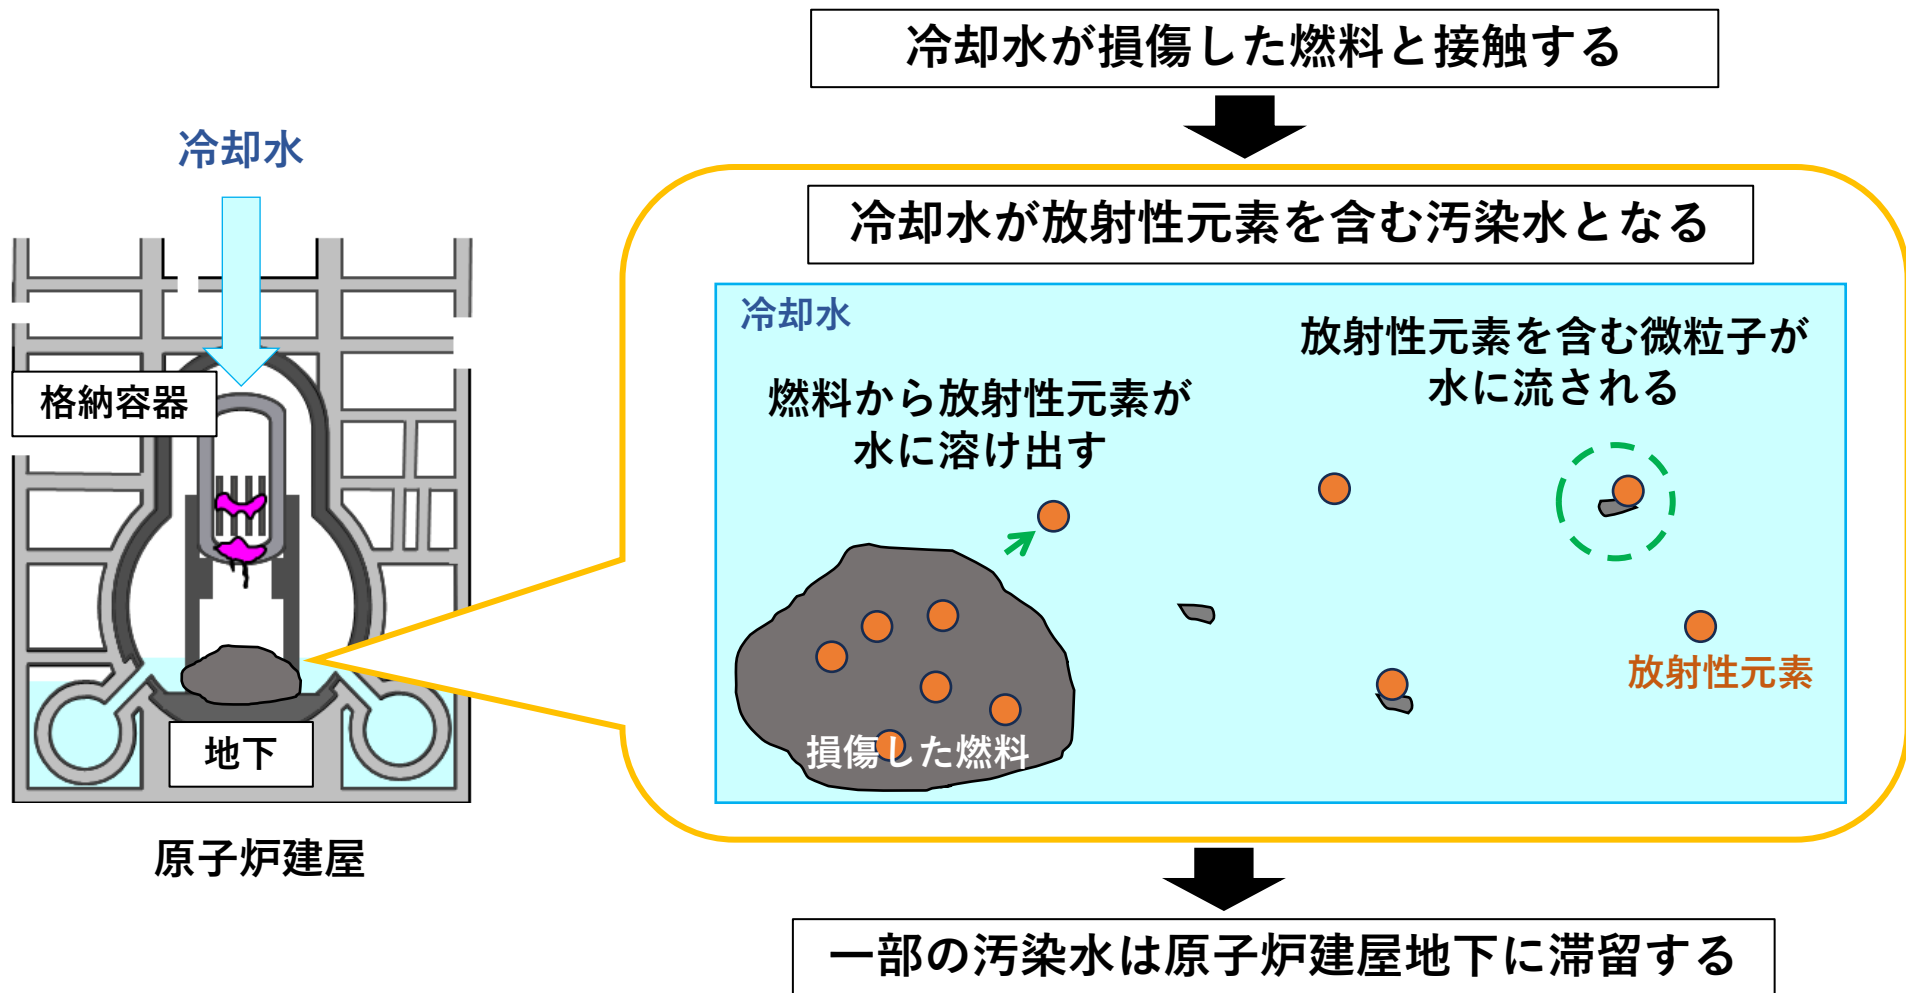 冷却水
格納容器
地下
原子炉建屋
冷却水が損傷した燃料と接触する
冷却水が放射性元素を含む汚染水となる
冷却水
燃料から放射性元素が
水に溶け出す
放射性元素を含む微粒子が
水に流される
放射性元素
損傷した燃料
一部の汚染水は原子炉建屋地下に滞留する